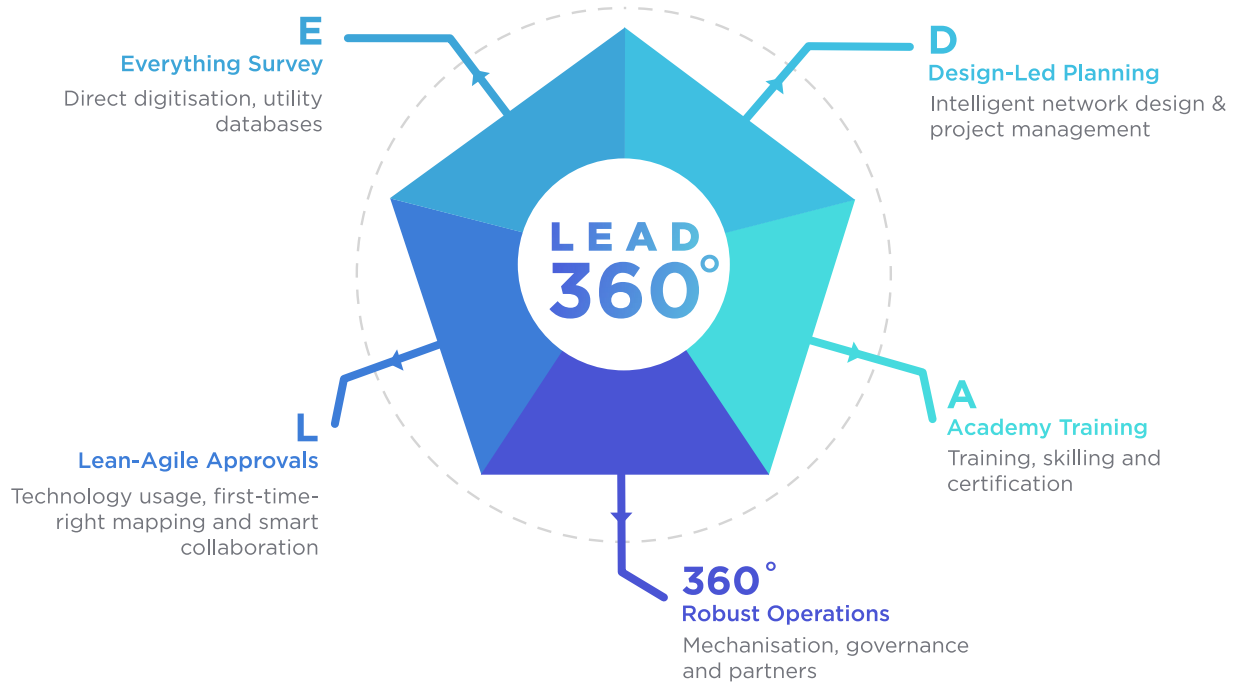 E
Everything Survey
Direct digitisation, utility
databases
D
Design-Led Planning
Intelligent network design &
project management
LEAD
360°
L
Lean-Agile Approvals
Technology usage, first-time-
right mapping and smart
collaboration
A
Academy Training
Training, skilling and
certification
360°
Robust Operations
Mechanisation, governance
and partners